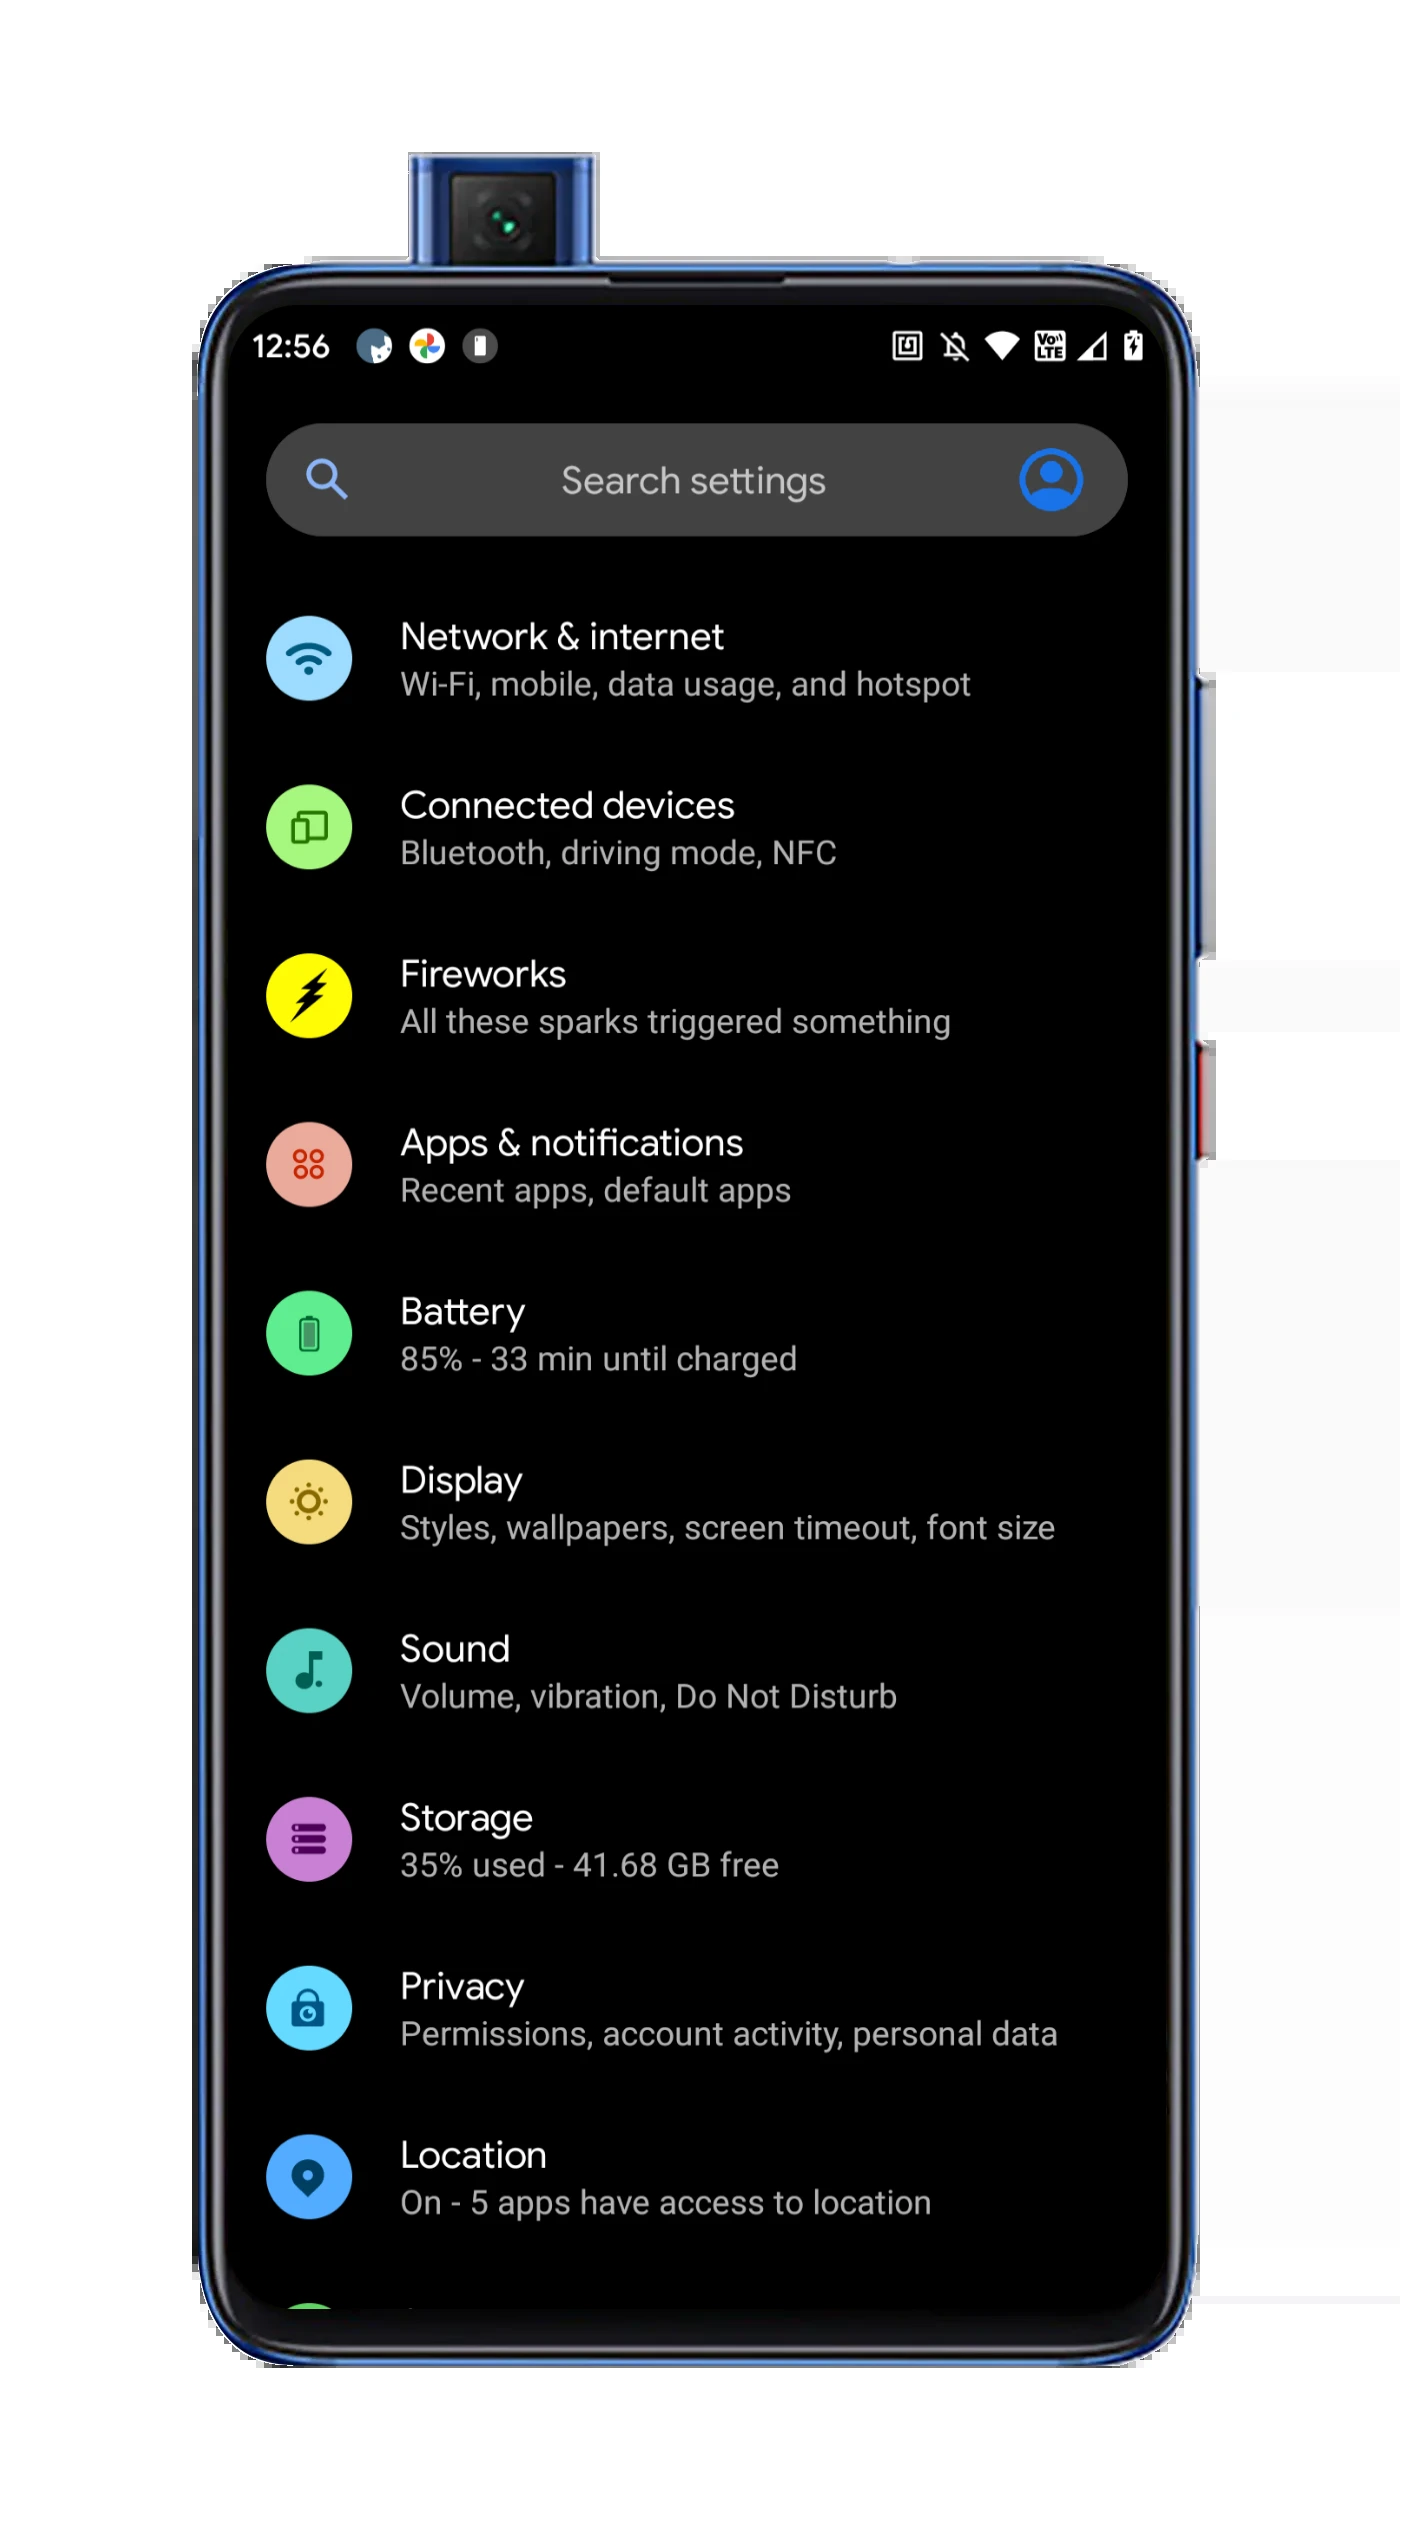 12:56
Vo)) LTE
Search settings
Network & internet
Wi-Fi, mobile, data usage, and hotspot
Connected devices
Bluetooth, driving mode, NFC
Fireworks
All these sparks triggered something
Apps & notifications
Recent apps, default apps
Battery
85% - 33 min until charged
Display
Styles, wallpapers, screen timeout, font size
Sound
Volume, vibration, Do Not Disturb
Storage
35% used - 41.68 GB free
Privacy
Permissions, account activity, personal data
Location
On - 5 apps have access to location